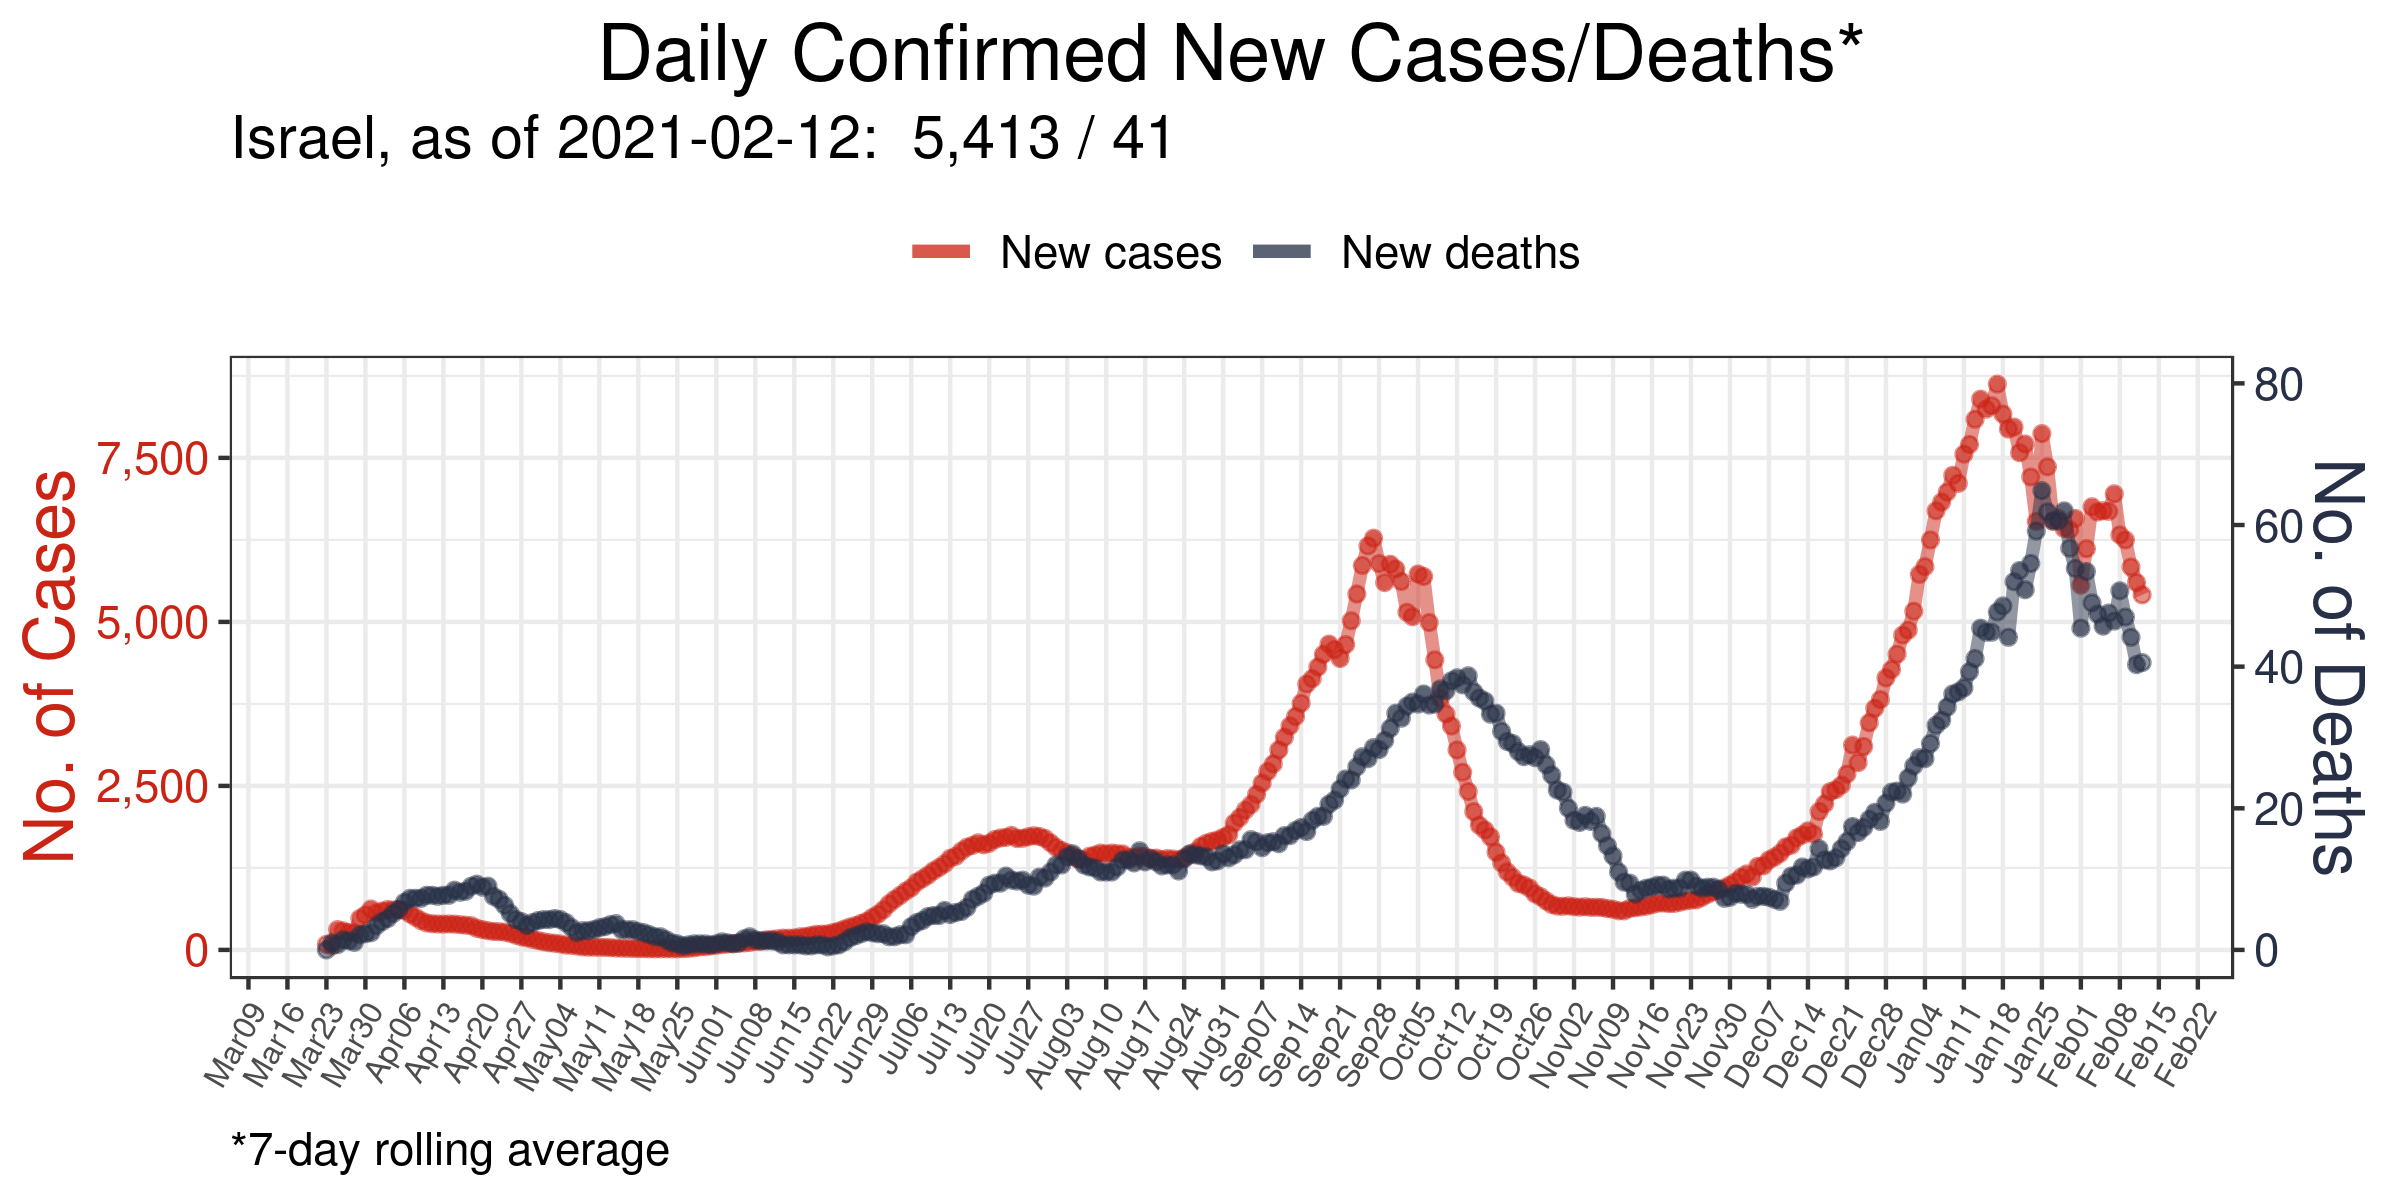 Daily Confirmed New Cases/Deaths*
Israel, as of 2021-02-12:  5,413 / 41
New cases New deaths
No. of Cases
7,500
5,000
2,500
0
80
60
40
20
0
No. of Deaths
Mar09 Mar16 Mar23 Mar30 Apr06 Apr13 Apr20 Apr27 May04 May11 May18 May25 Jun01 Jun08 Jun15 Jun22 Jun29 Jul06 Jul13 Jul20 Jul27 Aug03 Aug10 Aug17 Aug24 Aug31 Sep07 Sep14 Sep21 Sep28 Oct05 Oct12 Oct19 Oct26 Nov02 Nov09 Nov16 Nov23 Nov30 Dec07 Dec14 Dec21 Dec28 Jan04 Jan11 Jan18 Jan25 Feb01 Feb08 Feb15 Feb22
*7-day rolling average